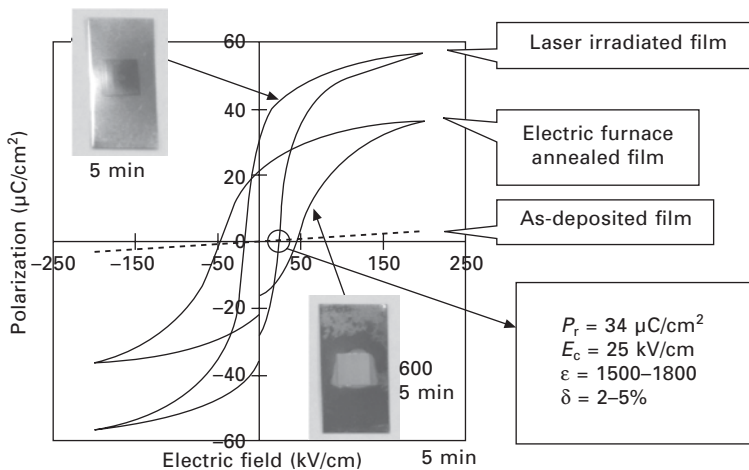 60
Laser irradiated film
40
Electric furnace
annealed film
5 min
20
As-deposited film
Polarization (µC/cm²)
0
–250
–150
–50
50
150
250
–20
Pr = 34 µC/cm²
Ec = 25 kV/cm
ε = 1500–1800
δ = 2–5%
600
5 min
–40
–60
Electric field (kV/cm)
5 min